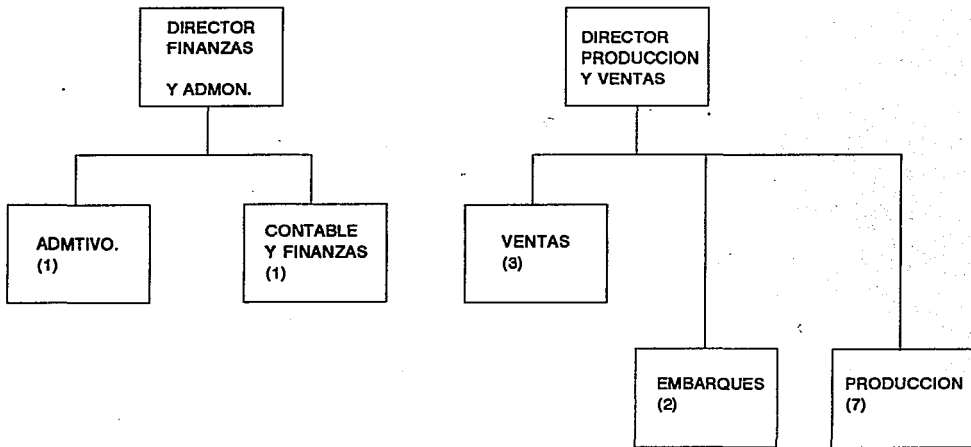 DIRECTOR
FINANZAS
Y ADMON.
DIRECTOR
PRODUCCION
Y VENTAS
ADMTIVO.
(1)
CONTABLE
Y FINANZAS
(1)
VENTAS
(3)
EMBARQUES
(2)
PRODUCCION
(7)